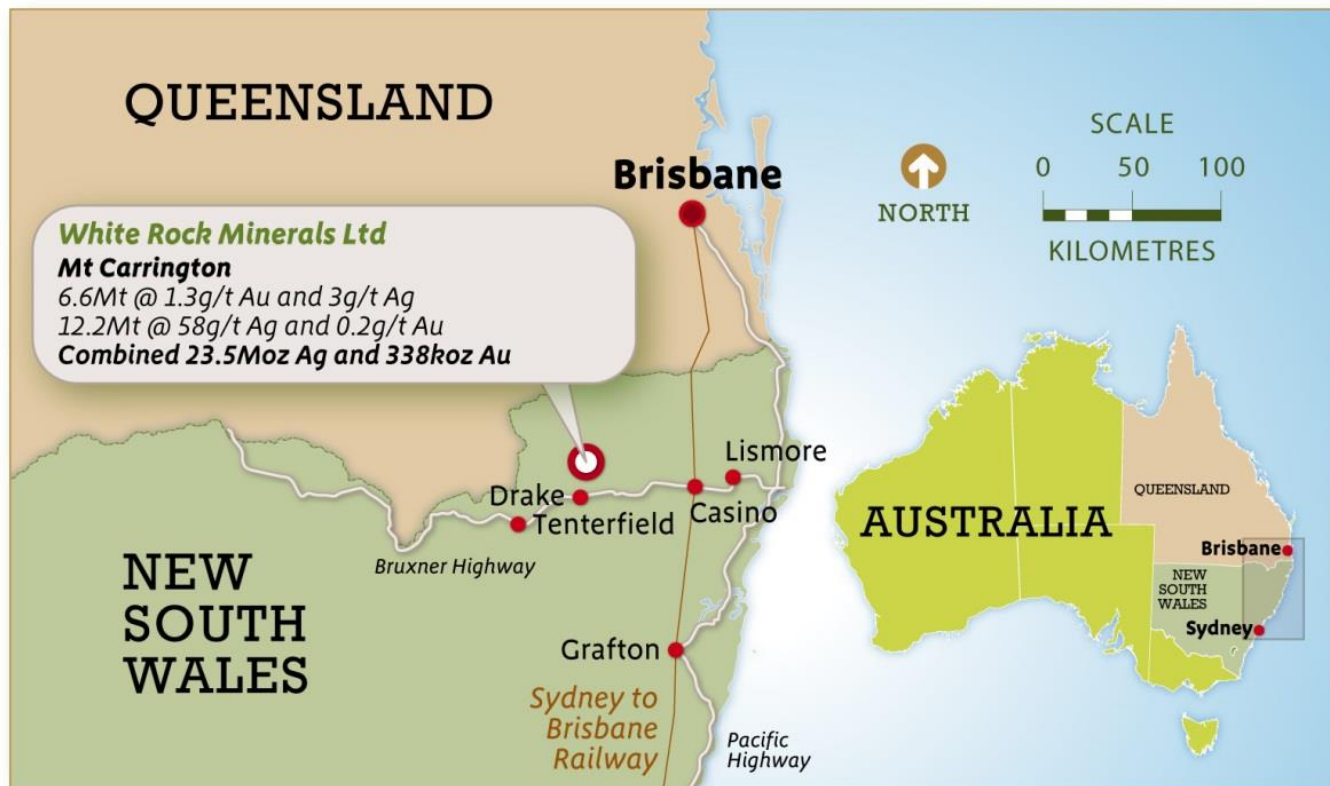 QUEENSLAND
Brisbane
White Rock Minerals Ltd
Mt Carrington
6.6Mt @ 1.3g/t Au and 3g/t Ag
12.2Mt @ 58g/t Ag and 0.2g/t Au
Combined 23.5Moz Ag and 338koz Au
NORTH
SCALE
0 50 100
KILOMETRES
Lismore
Drake
Casino
Tenterfield
Bruxner Highway
NEW
SOUTH
WALES
Grafton
Sydney to
Brisbane
Railway
Pacific
Highway
AUSTRALIA
QUEENSLAND
Brisbane
NEW
SOUTH
WALES
Sydney